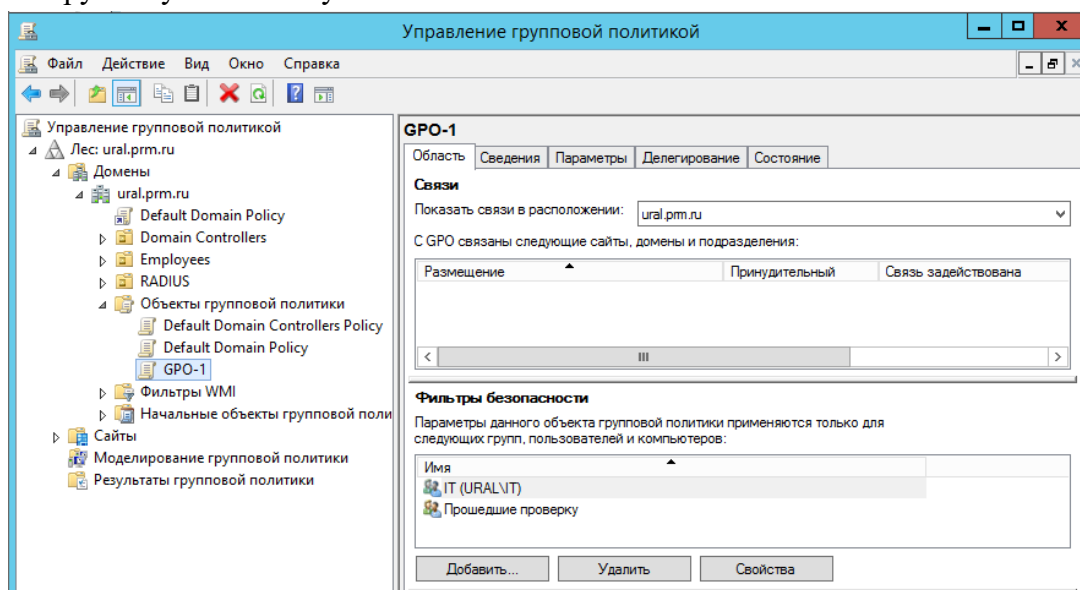 Управление групповой политикой
Файл Действие Вид Окно Справка
Управление групповой политикой
Лес: ural.prm.ru
Домены
ural.prm.ru
Default Domain Policy
Domain Controllers
Employees
RADIUS
Объекты групповой политики
Default Domain Controllers Policy
Default Domain Policy
GPO-1
Фильтры WMI
Начальные объекты групповой поли
Сайты
Моделирование групповой политики
Результаты групповой политики
GPO-1
Область Сведения Параметры Делегирование Состояние
Связи
Показать связи в расположении: ural.prm.ru
С GPO связаны следующие сайты, домены и подразделения:
Размещение Принудительный Связь задействована
Фильтры безопасности
Параметры данного объекта групповой политики применяются только для
следующих групп, пользователей и компьютеров:
Имя
IT (URAL\IT)
Прошедшие проверку
Добавить... Удалить Свойства